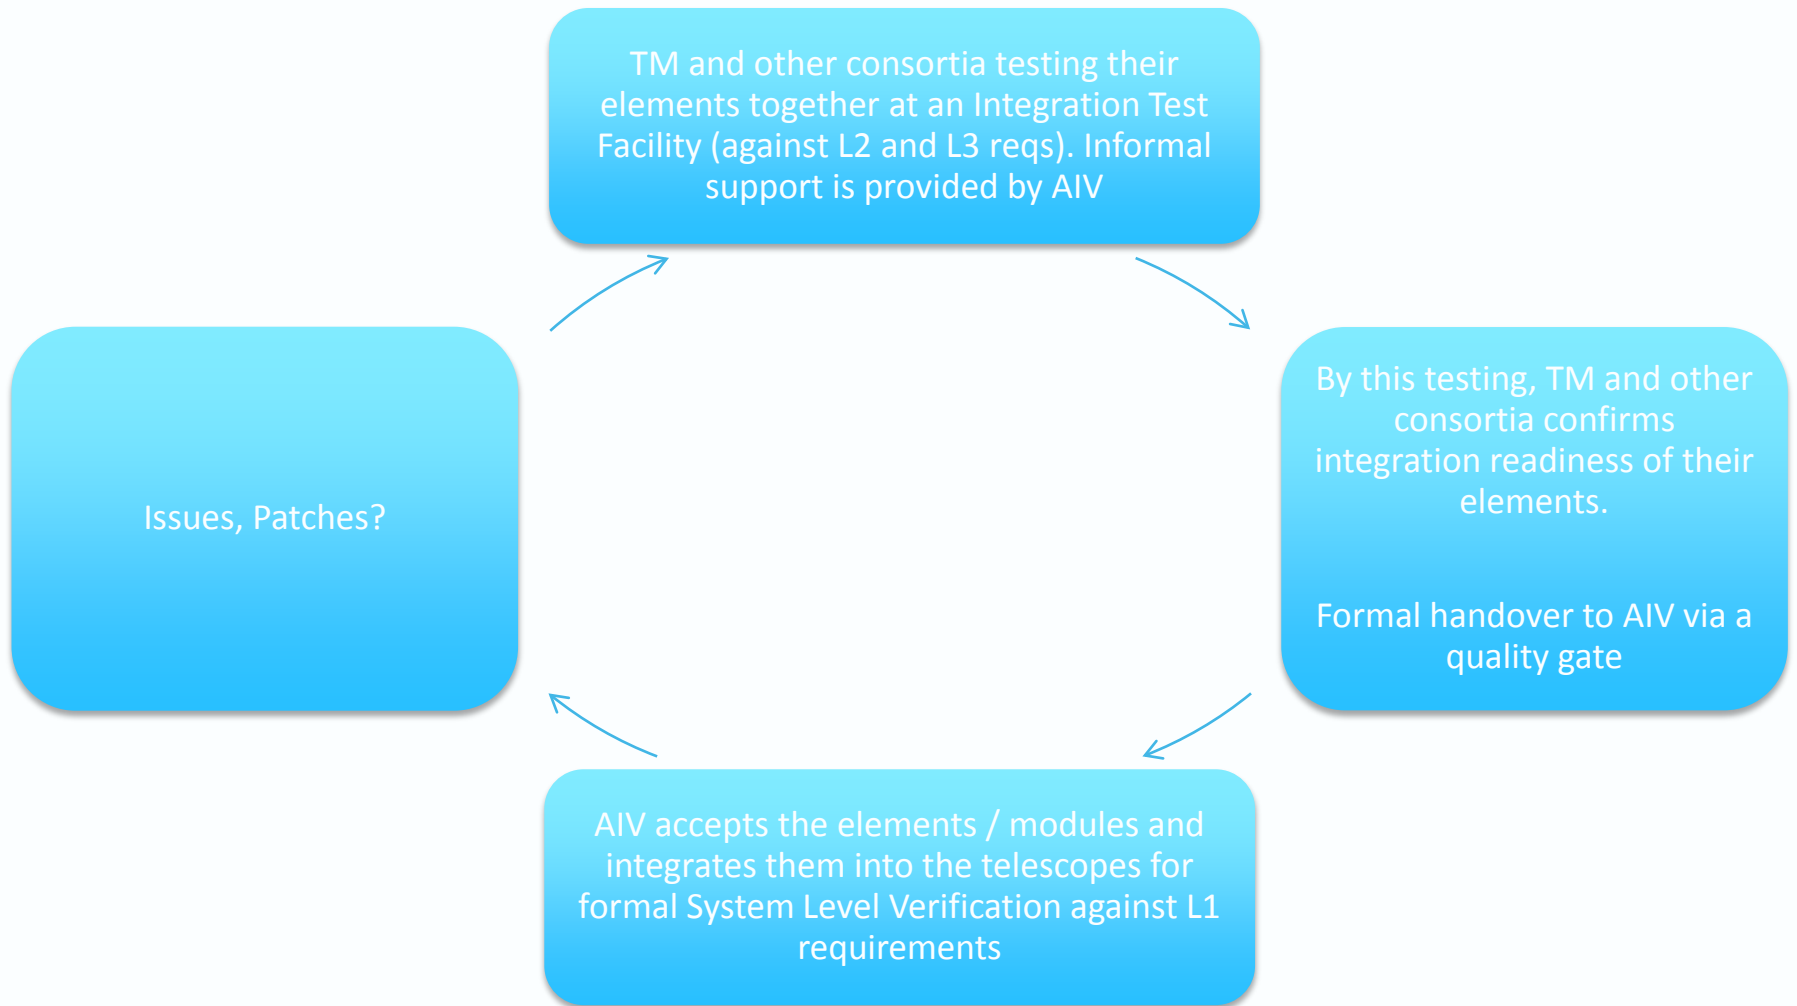 TM and other consortia testing their
elements together at an Integration Test
Facility (against L2 and L3 reqs). Informal
support is provided by AIV
By this testing, TM and other
consortia confirms
integration readiness of their
elements.
Formal handover to AIV via a
quality gate
AIV accepts the elements / modules and
integrates them into the telescopes for
formal System Level Verification against L1
requirements
Issues, Patches?